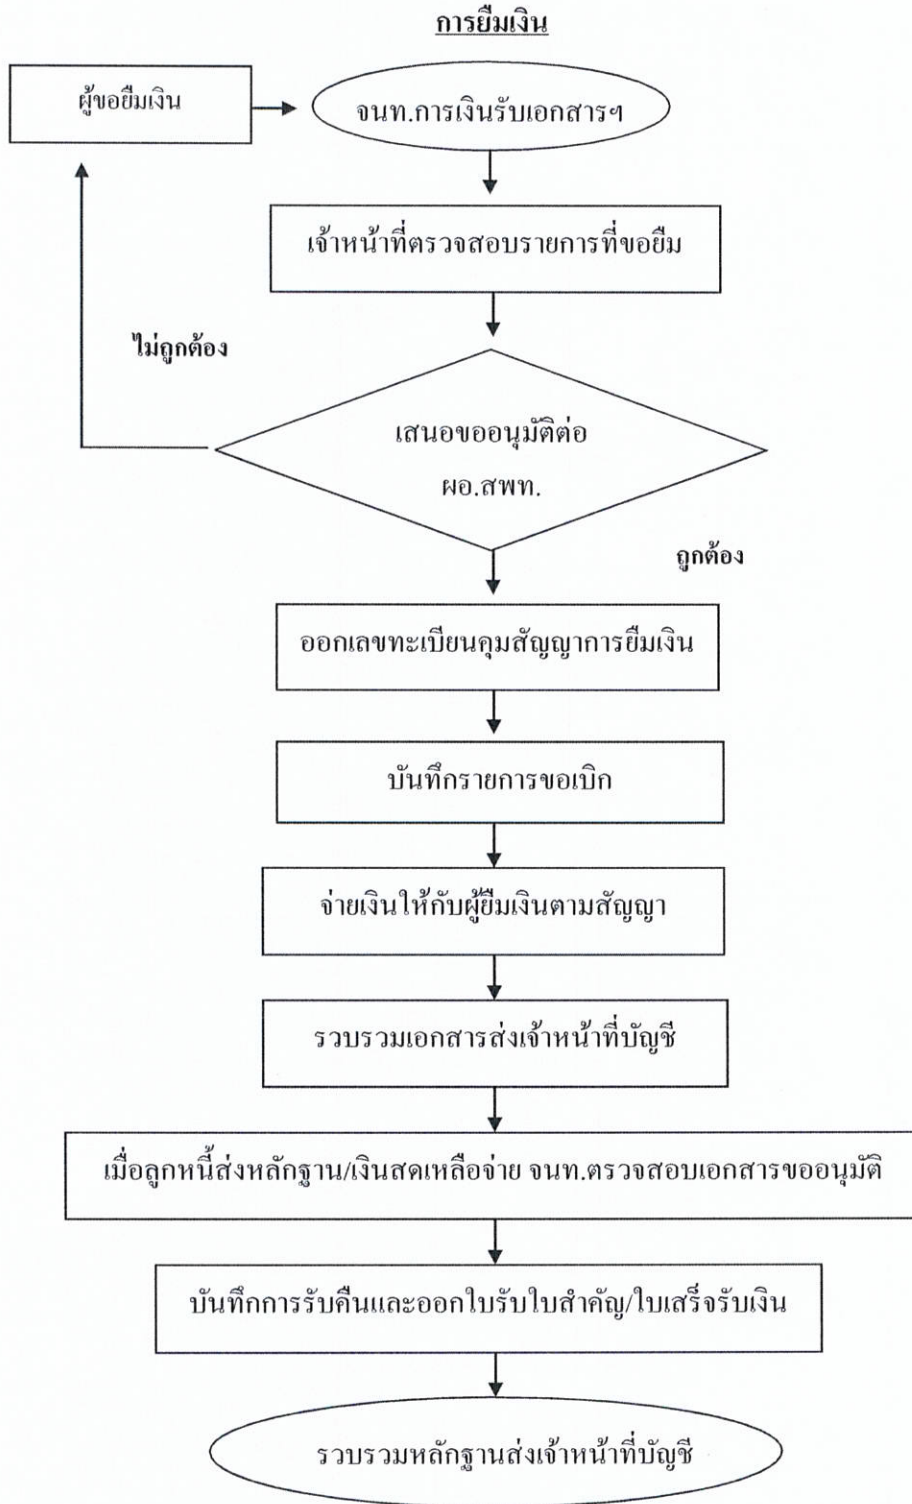 การยืมเงิน
ผู้ขอยืมเงิน
จนท.การเงินรับเอกสารฯ
เจ้าหน้าที่ตรวจสอบรายการที่ขอยืม
ไม่ถูกต้อง
เสนอขออนุมัติต่อ
ผอ.สพท.
ถูกต้อง
ออกเลขทะเบียนคุมสัญญาการยืมเงิน
บันทึกรายการขอเบิก
จ่ายเงินให้กับผู้ยืมเงินตามสัญญา
รวบรวมเอกสารส่งเจ้าหน้าที่บัญชี
เมื่อลูกหนี้ส่งหลักฐาน/เงินสดเหลือจ่าย จนท.ตรวจสอบเอกสารขออนุมัติ
บันทึกการรับคืนและออกใบรับใบสำคัญ/ใบเสร็จรับเงิน
รวบรวมหลักฐานส่งเจ้าหน้าที่บัญชี